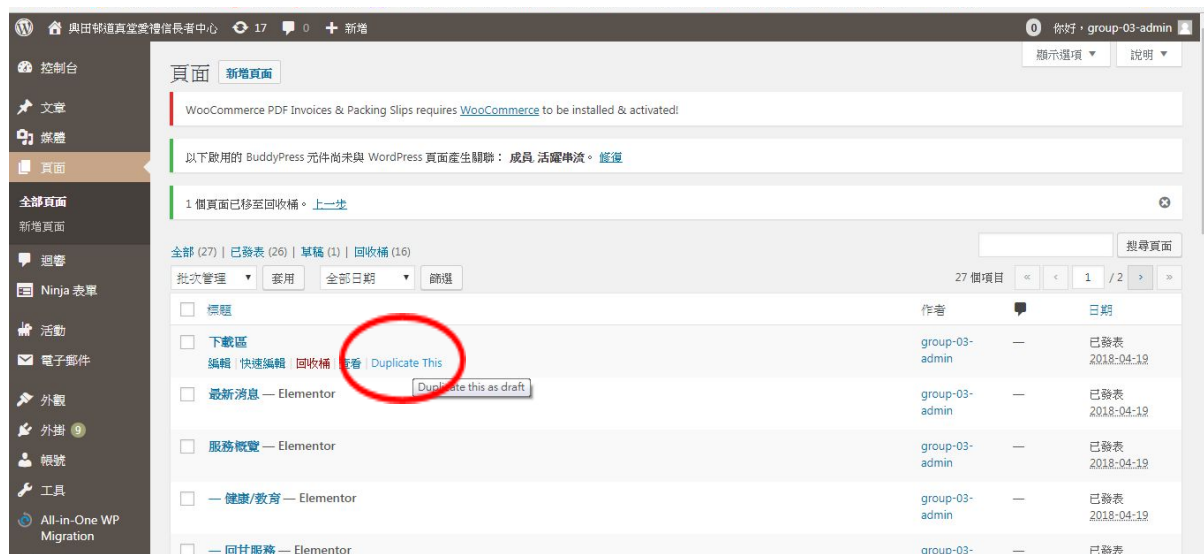 興田邨道真堂愛禮信長者中心 17 0 + 新增
0 你好,group-03-admin
顯示選項 ▼ 說明 ▼
控制台
文章
媒體
頁面
全部頁面
新增頁面
迴響
Ninja 表單
活動
電子郵件
外觀
外掛 9
帳號
工具
All-in-One WP
Migration
頁面 新增頁面
WooCommerce PDF Invoices & Packing Slips requires WooCommerce to be installed & activated!
以下啟用的 BuddyPress 元件尚未與 WordPress 頁面產生關聯: 成員, 活躍串流。 修復
1 個頁面已移至回收桶。 上一步
全部 (27) | 已發表 (26) | 草稿 (1) | 回收桶 (16)
搜尋頁面
批次管理 ▼ 套用 全部日期 ▼ 篩選 27 個項目 « ‹ 1 / 2 › »
標題 作者 日期
下載區 group-03-admin — 已發表 2018-04-19
編輯 | 快速編輯 | 回收桶 | 查看 | Duplicate This
Duplicate this as draft
最新消息 — Elementor group-03-admin — 已發表 2018-04-19
服務概覽 — Elementor group-03-admin — 已發表 2018-04-19
— 健康/教育 — Elementor group-03-admin — 已發表 2018-04-19
— 回甘服務 — Elementor group-03- — 已發表